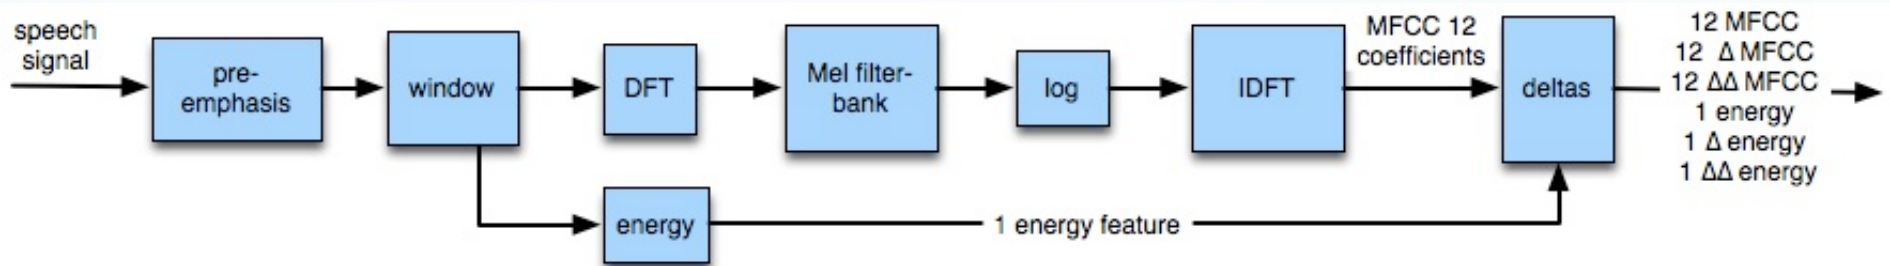 speech
signal
pre-
emphasis
window
DFT
Mel filter-
bank
log
IDFT
MFCC 12
coefficients
deltas
12 MFCC
12 Δ MFCC
12 ΔΔ MFCC
1 energy
1 Δ energy
1 ΔΔ energy
energy
1 energy feature